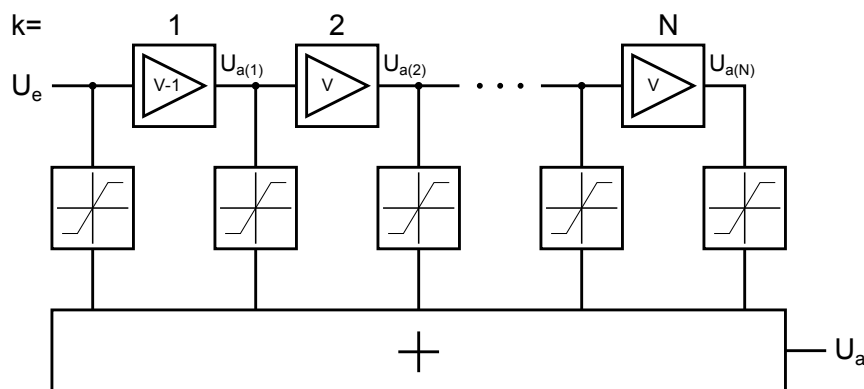 k= 1 2 N
U_e V-1 U_a(1) V U_a(2) · · · V U_a(N)
+ U_a